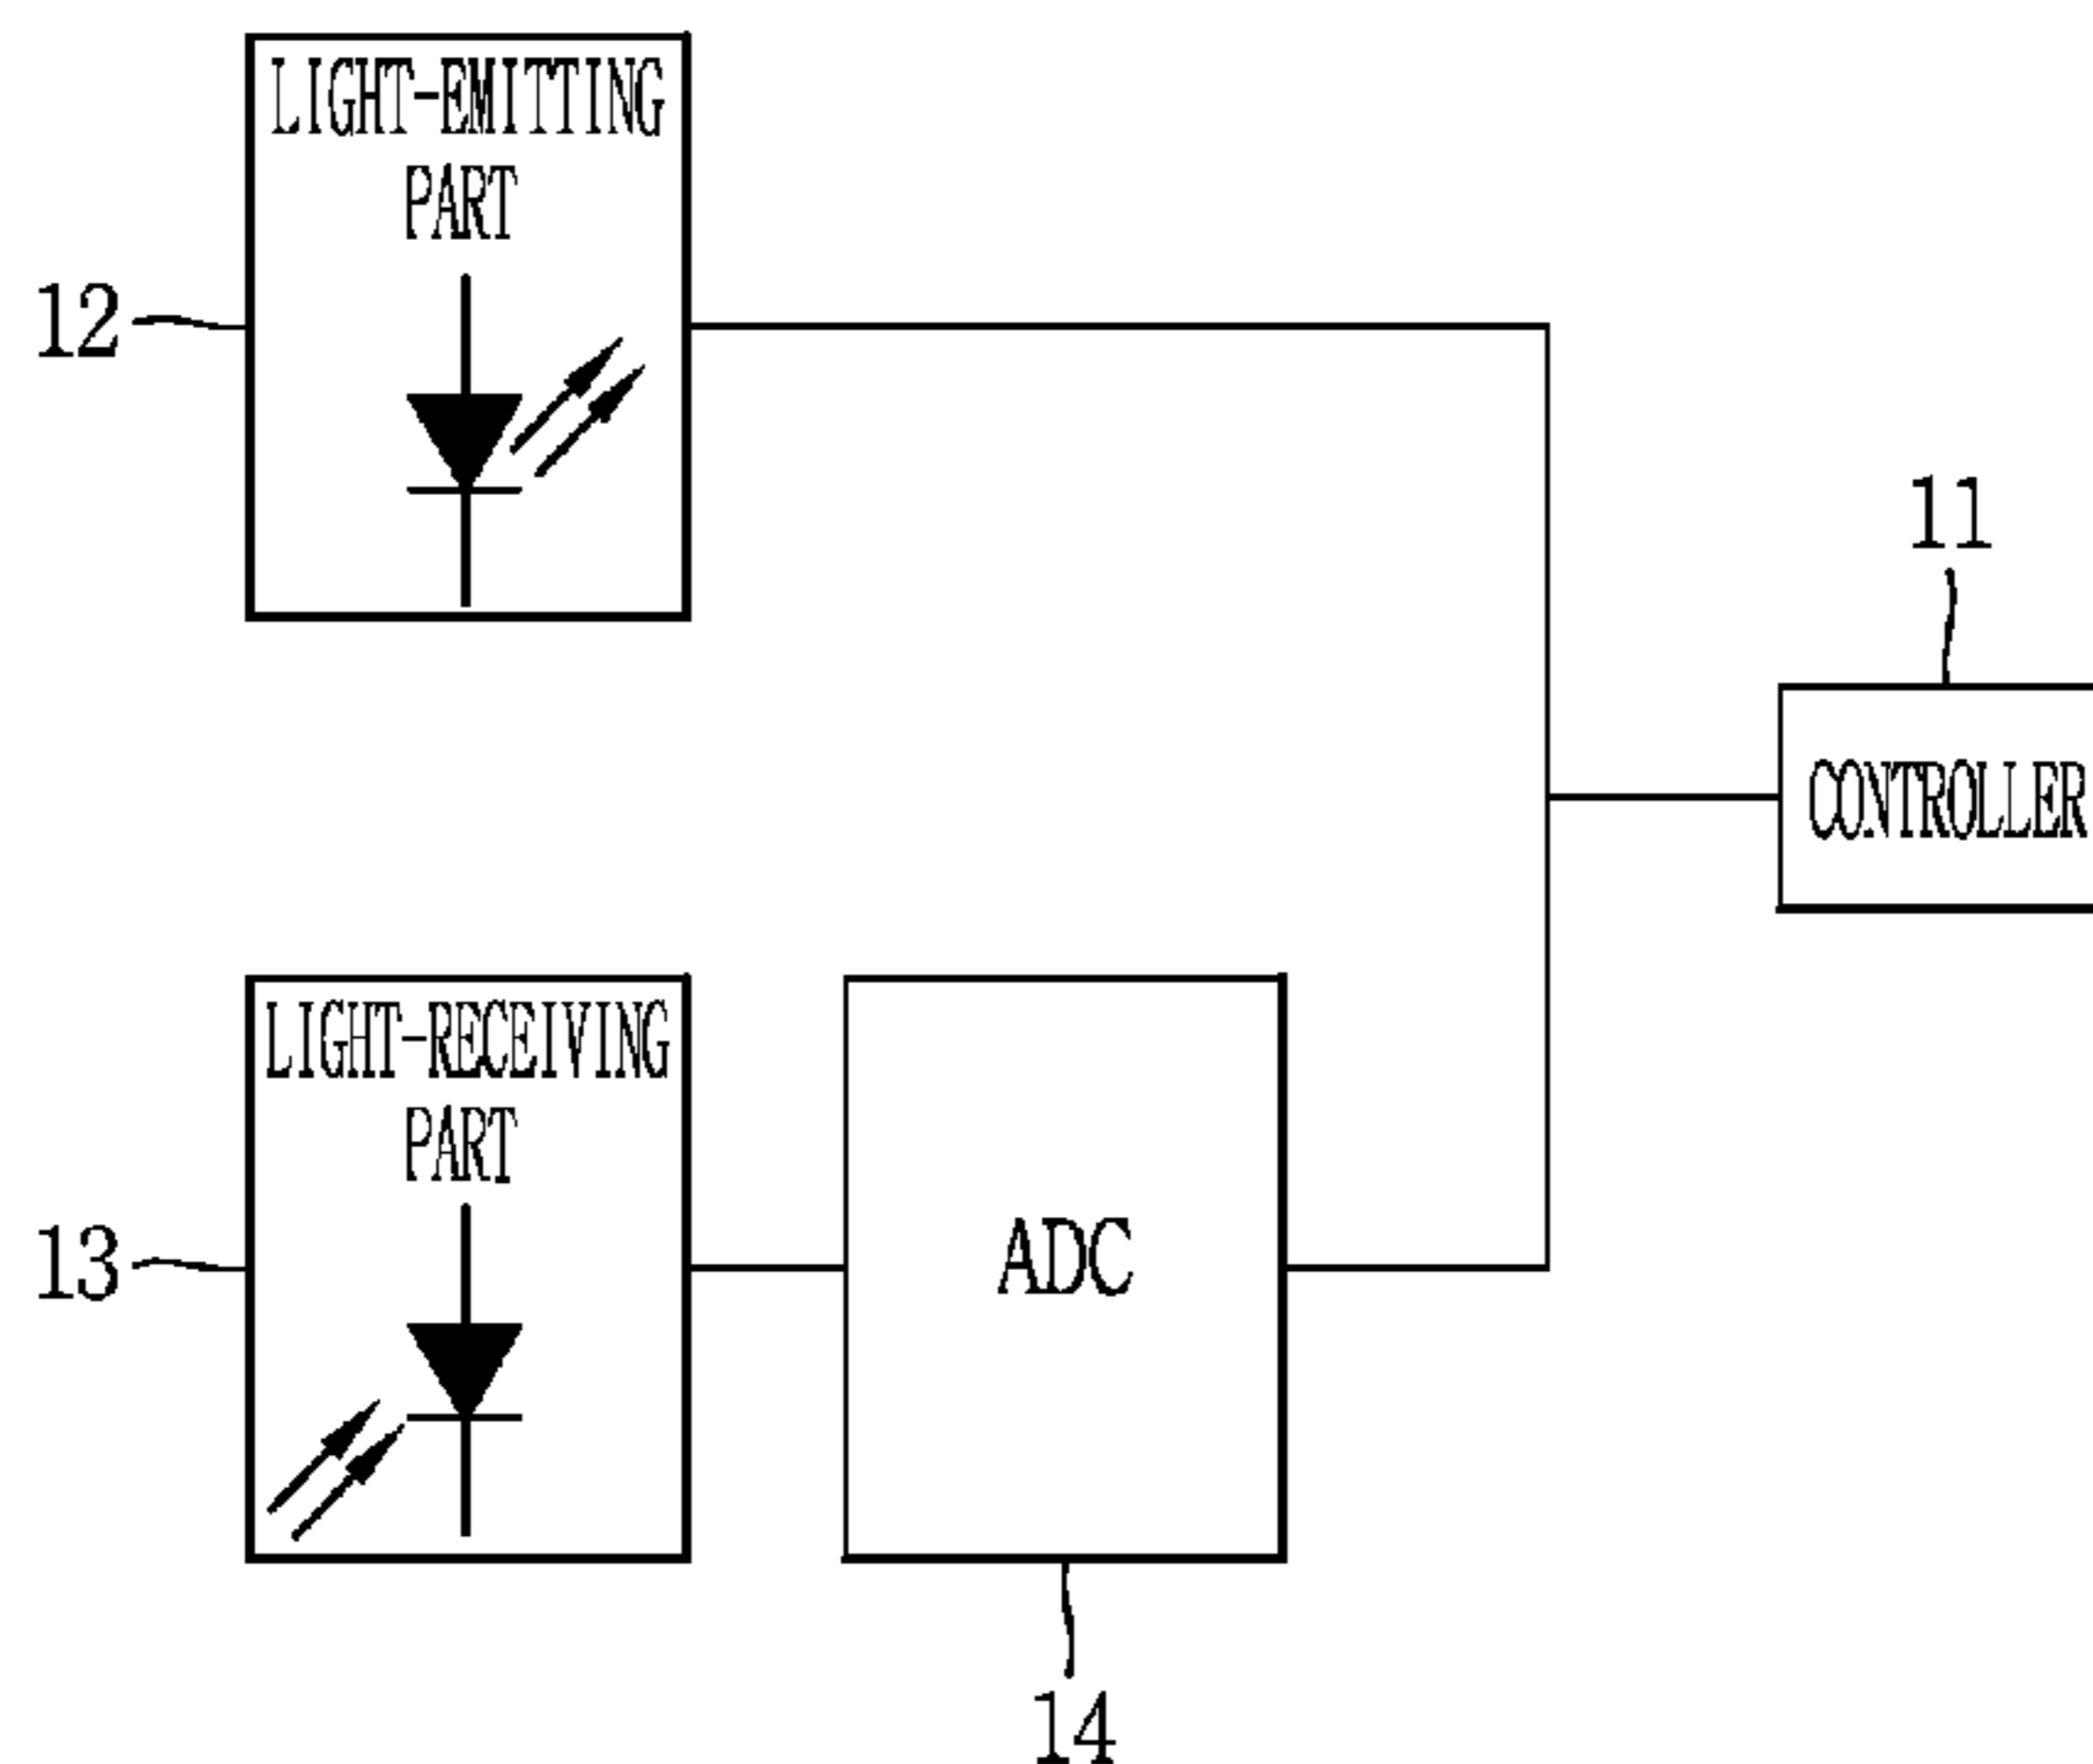 LIGHT-EMITTING
PART
12
11
CONTROLLER
LIGHT-RECEIVING
PART
13
ADC
14